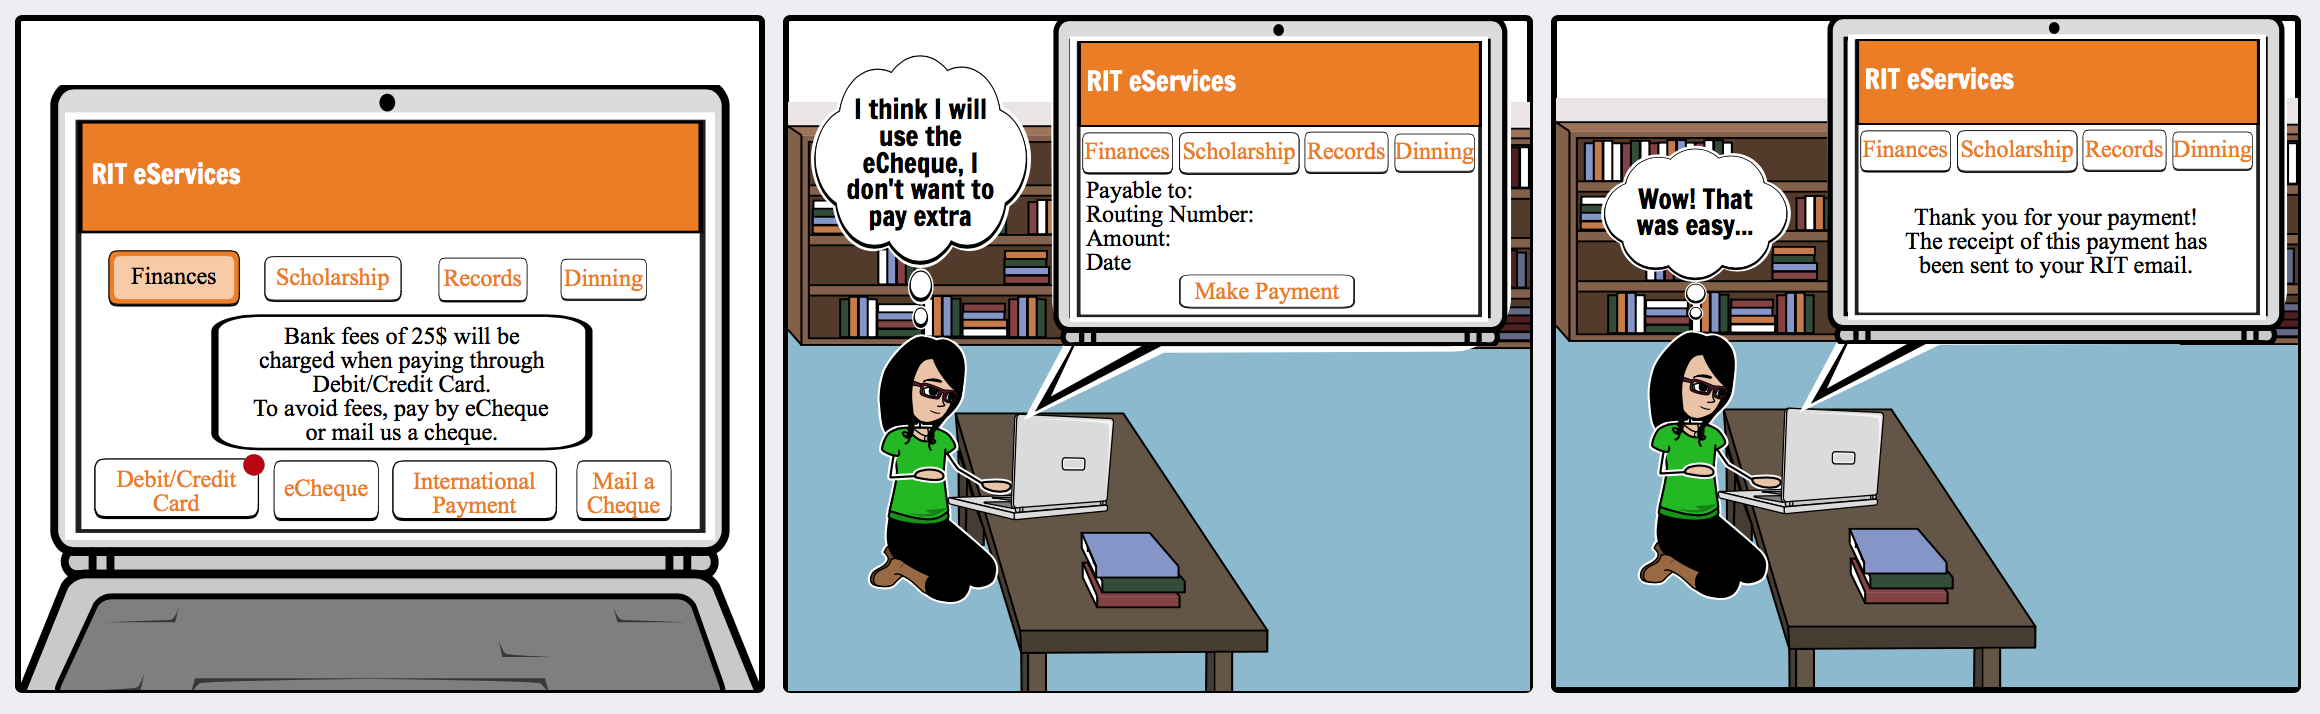 RIT eServices
Finances
Scholarship
Records
Dinning
Bank fees of 25$ will be
charged when paying through
Debit/Credit Card.
To avoid fees, pay by eCheque
or mail us a cheque.
Debit/Credit
Card
eCheque
International
Payment
Mail a
Cheque
I think I will
use the
eCheque, I
don't want to
pay extra
RIT eServices
Finances
Scholarship
Records
Dinning
Payable to:
Routing Number:
Amount:
Date
Make Payment
Wow! That
was easy...
RIT eServices
Finances
Scholarship
Records
Dinning
Thank you for your payment!
The receipt of this payment has
been sent to your RIT email.